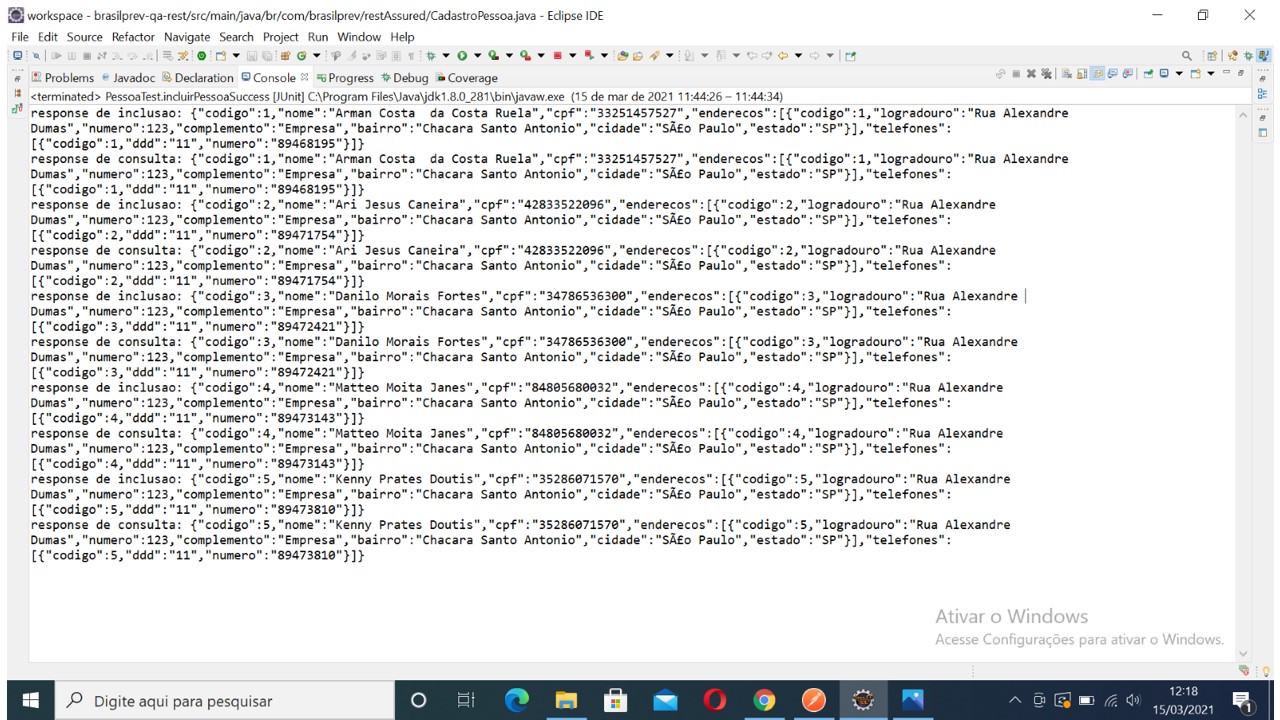 workspace - brasilprev-qa-rest/src/main/java/br/com/brasilprev/restAssured/CadastroPessoa.java - Eclipse IDE
File Edit Source Refactor Navigate Search Project Run Window Help
Problems Javadoc Declaration Console Progress Debug Coverage
<terminated> PessoaTest.incluirPessoaSuccess [JUnit] C:\Program Files\Java\jdk1.8.0_281\bin\javaw.exe (15 de mar de 2021 11:44:26 – 11:44:34)
response de inclusao: {"codigo":1,"nome":"Arman Costa  da Costa Ruela","cpf":"33251457527","enderecos":[{"codigo":1,"logradouro":"Rua Alexandre
Dumas","numero":123,"complemento":"Empresa","bairro":"Chacara Santo Antonio","cidade":"SÃ£o Paulo","estado":"SP"}],"telefones":
[{"codigo":1,"ddd":"11","numero":"89468195"}]}
response de consulta: {"codigo":1,"nome":"Arman Costa  da Costa Ruela","cpf":"33251457527","enderecos":[{"codigo":1,"logradouro":"Rua Alexandre
Dumas","numero":123,"complemento":"Empresa","bairro":"Chacara Santo Antonio","cidade":"SÃ£o Paulo","estado":"SP"}],"telefones":
[{"codigo":1,"ddd":"11","numero":"89468195"}]}
response de inclusao: {"codigo":2,"nome":"Ari Jesus Caneira","cpf":"42833522096","enderecos":[{"codigo":2,"logradouro":"Rua Alexandre
Dumas","numero":123,"complemento":"Empresa","bairro":"Chacara Santo Antonio","cidade":"SÃ£o Paulo","estado":"SP"}],"telefones":
[{"codigo":2,"ddd":"11","numero":"89471754"}]}
response de consulta: {"codigo":2,"nome":"Ari Jesus Caneira","cpf":"42833522096","enderecos":[{"codigo":2,"logradouro":"Rua Alexandre
Dumas","numero":123,"complemento":"Empresa","bairro":"Chacara Santo Antonio","cidade":"SÃ£o Paulo","estado":"SP"}],"telefones":
[{"codigo":2,"ddd":"11","numero":"89471754"}]}
response de inclusao: {"codigo":3,"nome":"Danilo Morais Fortes","cpf":"34786536300","enderecos":[{"codigo":3,"logradouro":"Rua Alexandre
Dumas","numero":123,"complemento":"Empresa","bairro":"Chacara Santo Antonio","cidade":"SÃ£o Paulo","estado":"SP"}],"telefones":
[{"codigo":3,"ddd":"11","numero":"89472421"}]}
response de consulta: {"codigo":3,"nome":"Danilo Morais Fortes","cpf":"34786536300","enderecos":[{"codigo":3,"logradouro":"Rua Alexandre
Dumas","numero":123,"complemento":"Empresa","bairro":"Chacara Santo Antonio","cidade":"SÃ£o Paulo","estado":"SP"}],"telefones":
[{"codigo":3,"ddd":"11","numero":"89472421"}]}
response de inclusao: {"codigo":4,"nome":"Matteo Moita Janes","cpf":"84805680032","enderecos":[{"codigo":4,"logradouro":"Rua Alexandre
Dumas","numero":123,"complemento":"Empresa","bairro":"Chacara Santo Antonio","cidade":"SÃ£o Paulo","estado":"SP"}],"telefones":
[{"codigo":4,"ddd":"11","numero":"89473143"}]}
response de consulta: {"codigo":4,"nome":"Matteo Moita Janes","cpf":"84805680032","enderecos":[{"codigo":4,"logradouro":"Rua Alexandre
Dumas","numero":123,"complemento":"Empresa","bairro":"Chacara Santo Antonio","cidade":"SÃ£o Paulo","estado":"SP"}],"telefones":
[{"codigo":4,"ddd":"11","numero":"89473143"}]}
response de inclusao: {"codigo":5,"nome":"Kenny Prates Doutis","cpf":"35286071570","enderecos":[{"codigo":5,"logradouro":"Rua Alexandre
Dumas","numero":123,"complemento":"Empresa","bairro":"Chacara Santo Antonio","cidade":"SÃ£o Paulo","estado":"SP"}],"telefones":
[{"codigo":5,"ddd":"11","numero":"89473810"}]}
response de consulta: {"codigo":5,"nome":"Kenny Prates Doutis","cpf":"35286071570","enderecos":[{"codigo":5,"logradouro":"Rua Alexandre
Dumas","numero":123,"complemento":"Empresa","bairro":"Chacara Santo Antonio","cidade":"SÃ£o Paulo","estado":"SP"}],"telefones":
[{"codigo":5,"ddd":"11","numero":"89473810"}]}
Ativar o Windows
Acesse Configurações para ativar o Windows.
Digite aqui para pesquisar
12:18
15/03/2021
1